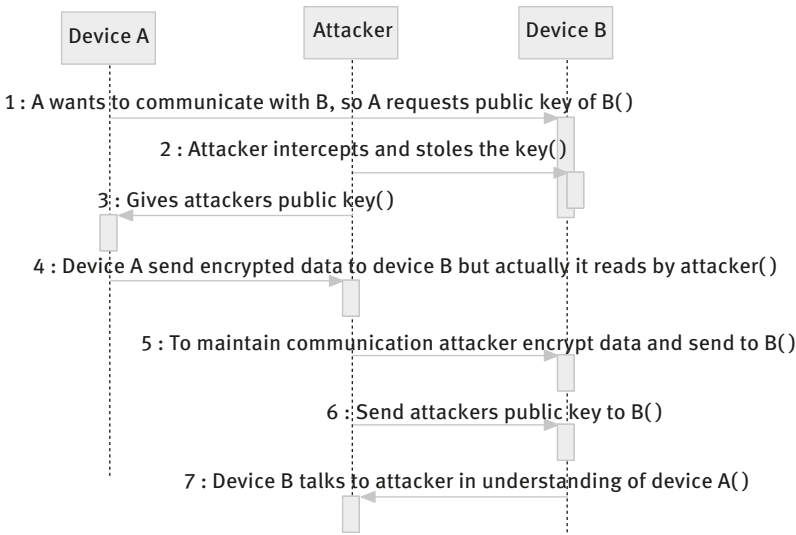 Device A
Attacker
Device B
1 : A wants to communicate with B, so A requests public key of B()
2 : Attacker intercepts and stoles the key()
3 : Gives attackers public key()
4 : Device A send encrypted data to device B but actually it reads by attacker()
5 : To maintain communication attacker encrypt data and send to B()
6 : Send attackers public key to B()
7 : Device B talks to attacker in understanding of device A()